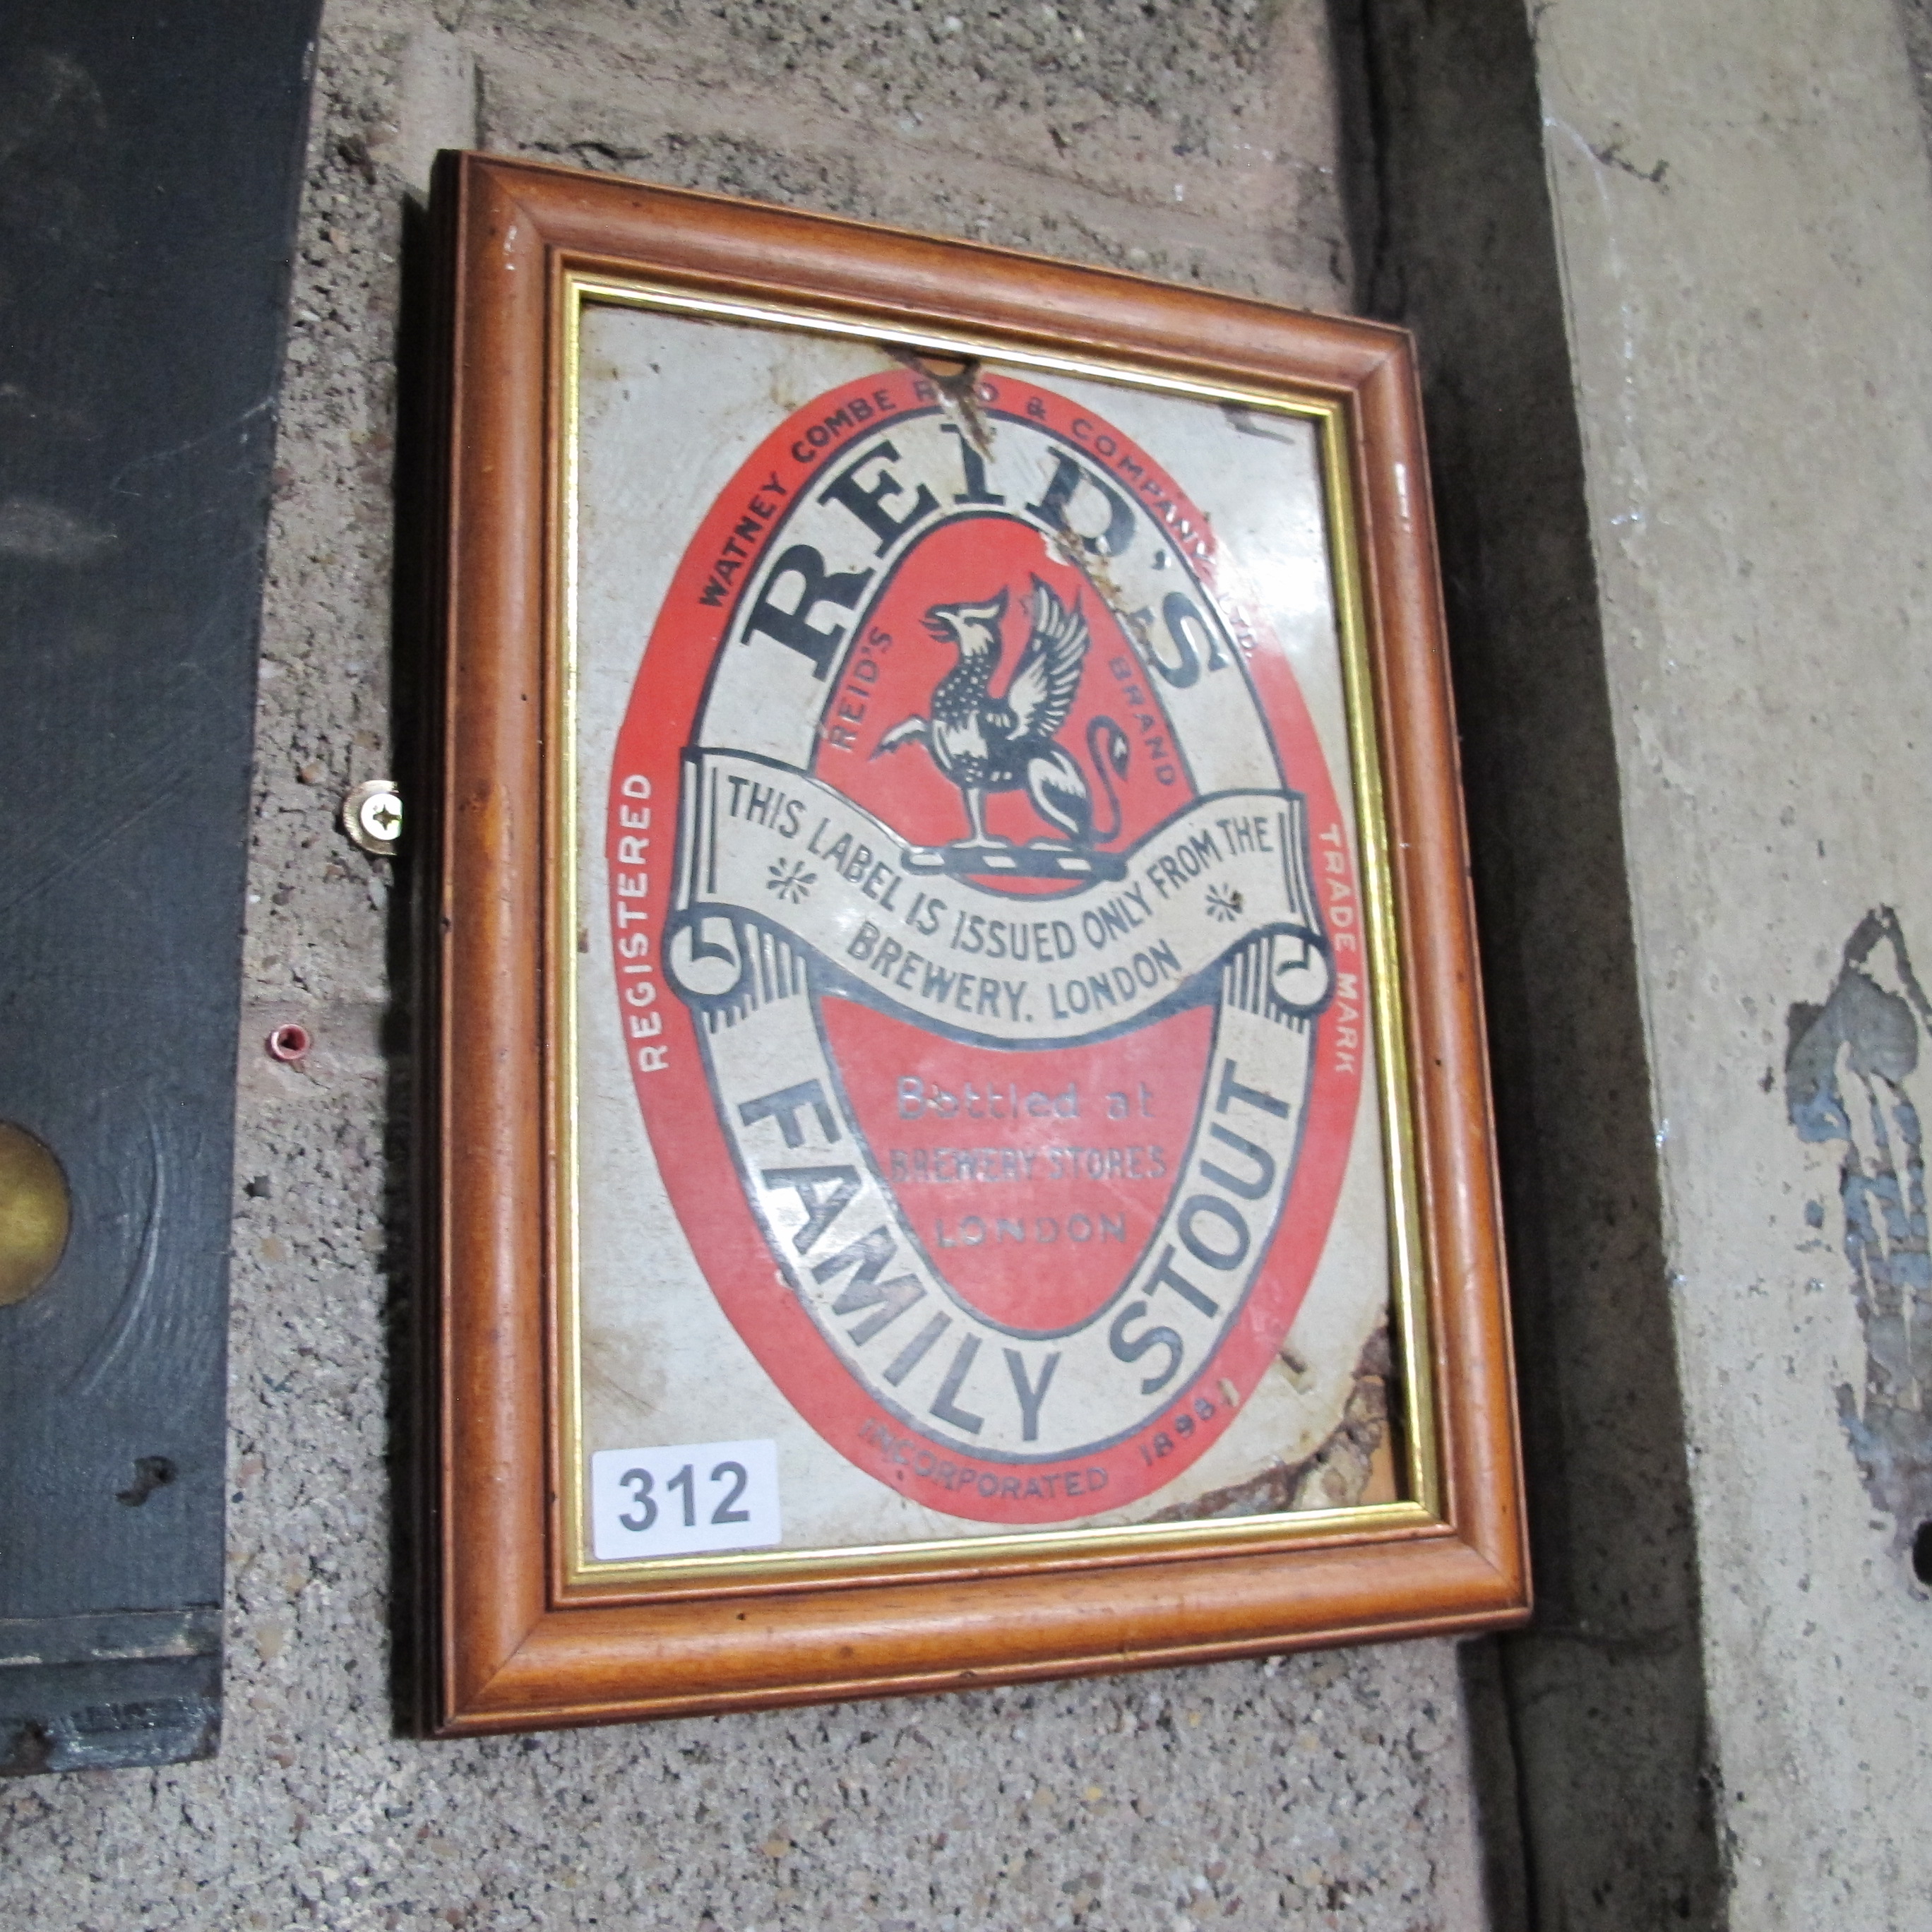 WATNEY COMBE REID & COMPANY, LTD.
REID'S
REID'S BRAND
THIS LABEL IS ISSUED ONLY FROM THE
BREWERY. LONDON
REGISTERED
TRADE MARK
Bottled at
BREWERY STORES
LONDON
FAMILY STOUT
INCORPORATED 1898
312